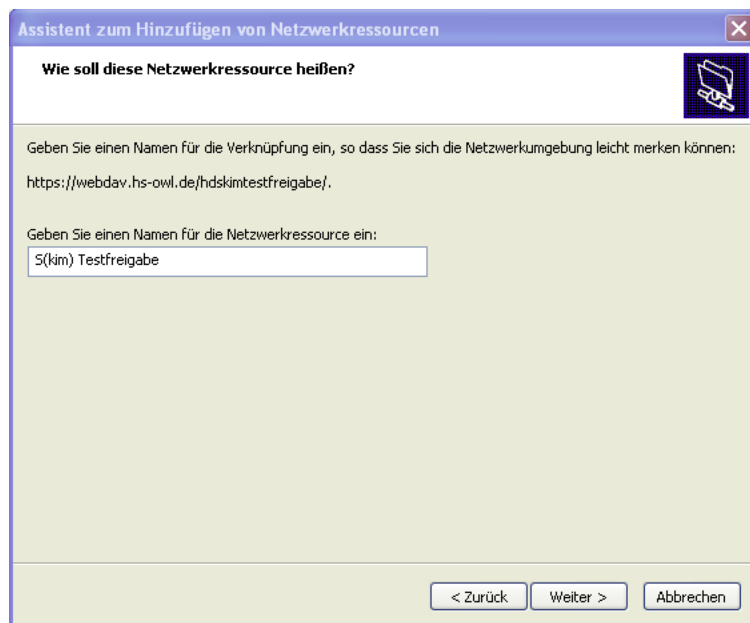 Assistent zum Hinzufügen von Netzwerkressourcen
Wie soll diese Netzwerkressource heißen?
Geben Sie einen Namen für die Verknüpfung ein, so dass Sie sich die Netzwerkumgebung leicht merken können:
https://webdav.hs-owl.de/hdskimtestfreigabe/.
Geben Sie einen Namen für die Netzwerkressource ein:
S(kim) Testfreigabe
< Zurück Weiter > Abbrechen